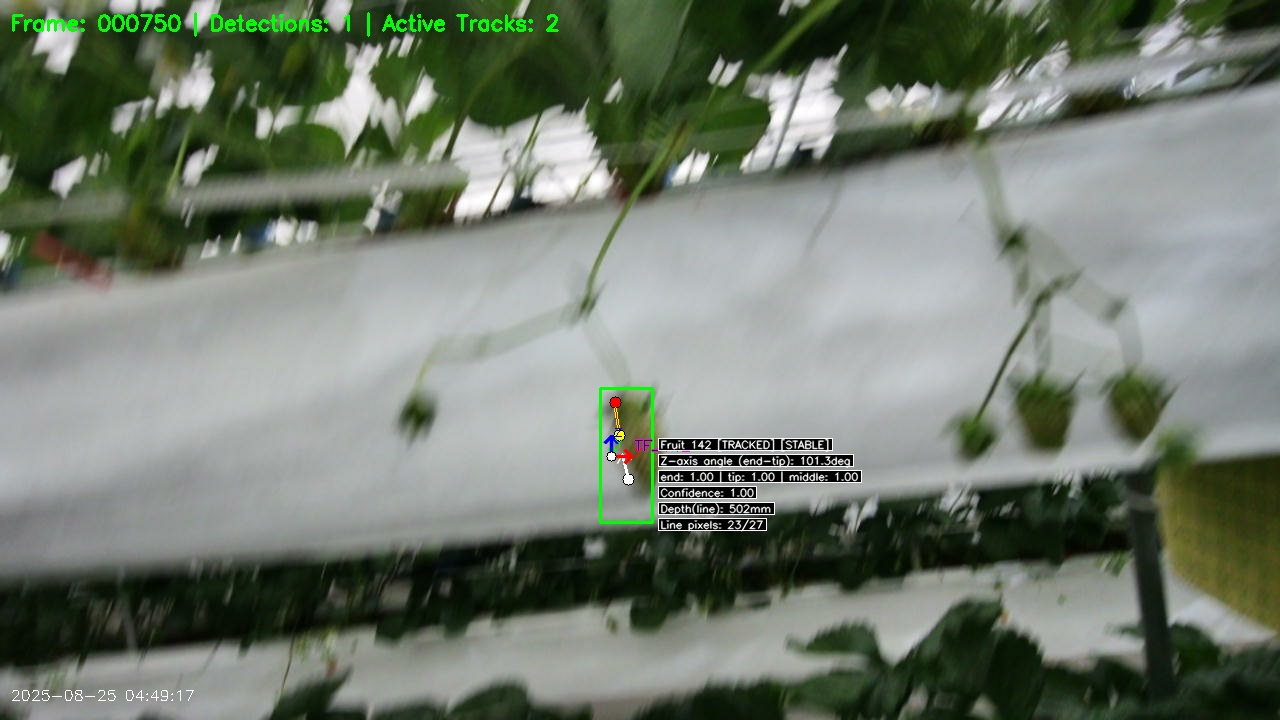 Frame: 000750 | Detections: 1 | Active Tracks: 2
Fruit 142 [TRACKED] [STABLE]
Z-axis angle (end-tip): 101.3deg
end: 1.00 | tip: 1.00 | middle: 1.00
Confidence: 1.00
Depth(line): 502mm
Line pixels: 23/27
2025-08-25 04:49:17